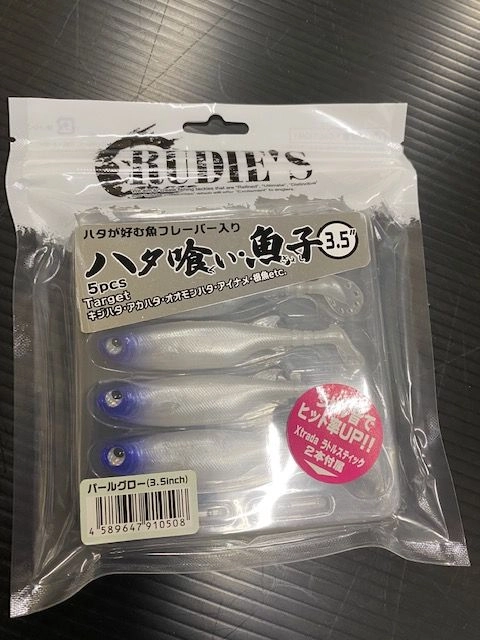 RUDIE'S
ハタが好む魚フレーバー入り
ハタ喰い魚子 3.5"
5pcs
Target
キジハタ・アカハタ・オオモンハタ・アイナメ・根魚etc.
ヒット率UP!!
Xtrada ラトルスティック
2本付属
パールグロー(3.5inch)
4 589647 910508